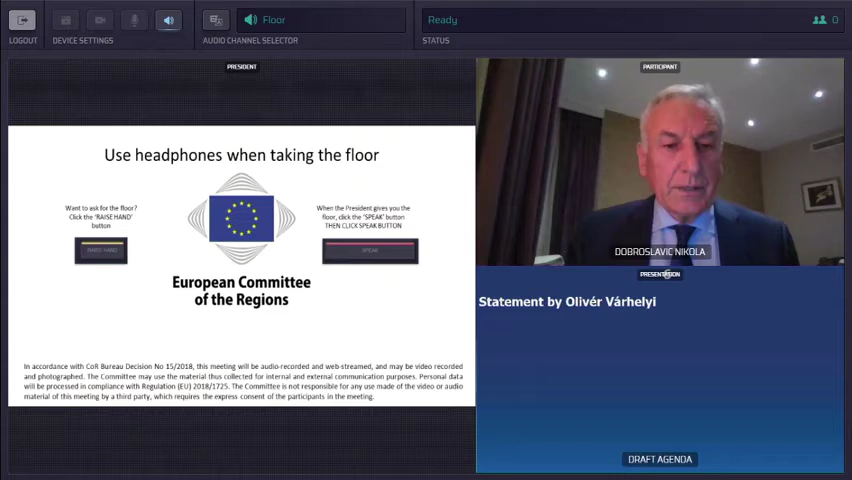 LOGOUT
DEVICE SETTINGS
Floor
AUDIO CHANNEL SELECTOR
Ready
0
STATUS
PRESIDENT
Use headphones when taking the floor
Want to ask for the floor?
Click the 'RAISE HAND'
button
RAISE HAND
When the President gives you the
floor, click the 'SPEAK' button
THEN CLICK SPEAK BUTTON
SPEAK
European Committee
of the Regions
In accordance with CoR Bureau Decision No 15/2018, this meeting will be audio-recorded and web-streamed, and may be video recorded
and photographed. The Committee may use the material thus collected for internal and external communication purposes. Personal data
will be processed in compliance with Regulation (EU) 2018/1725. The Committee is not responsible for any use made of the video or audio
material of this meeting by a third party, which requires the express consent of the participants in the meeting.
PARTICIPANT
DOBROSLAVIC NIKOLA
PRESENTATION
Statement by Olivér Várhelyi
DRAFT AGENDA